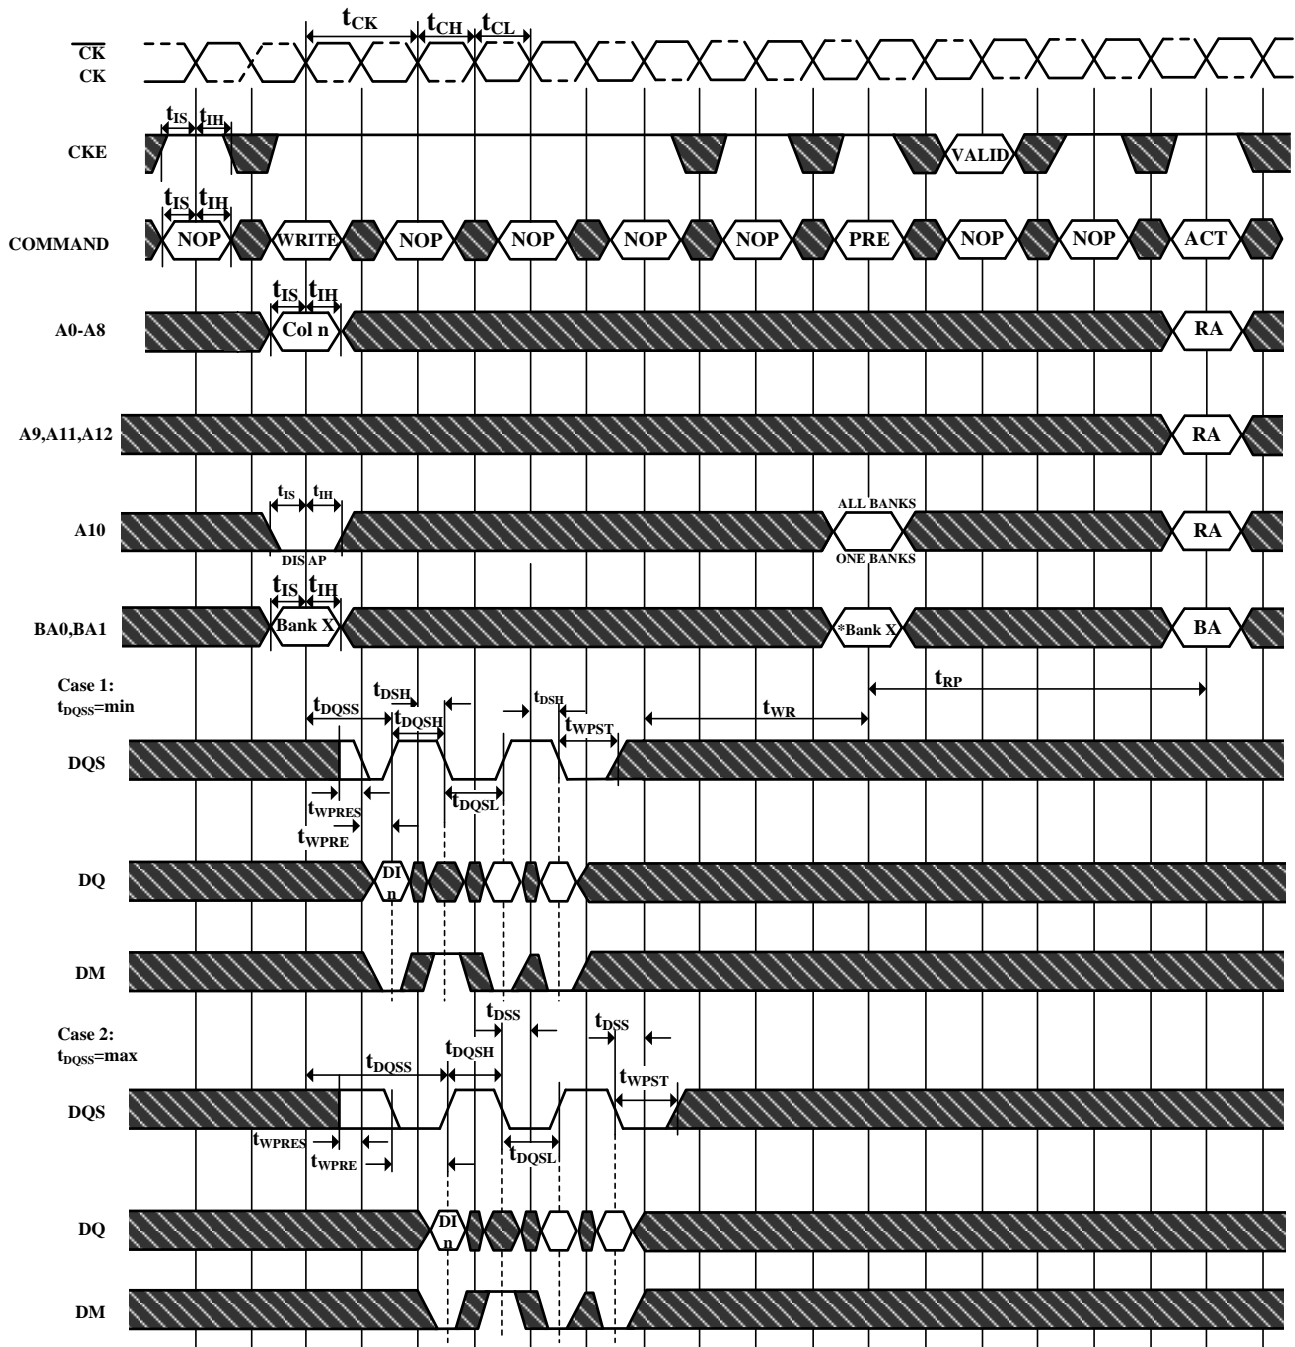 tCK tCH tCL
CK
CK
tIS tIH
CKE
VALID
tIS tIH
COMMAND NOP WRITE NOP NOP NOP NOP PRE NOP NOP ACT
tIS tIH
A0-A8 Col n RA
A9,A11,A12 RA
tIS tIH ALL BANKS
A10 RA
DIS AP ONE BANKS
tIS tIH
BA0,BA1 Bank X *Bank X BA
Case 1:
tDQSS=min
tDSH tDSH tRP
tDQSS tDQSH tWPST tWR
DQS
tWPRES tDQSL
tWPRE
DQ DI
n
DM
tDSS tDSS
Case 2:
tDQSS=max
tDQSS tDQSH tWPST
DQS
tWPRES tWPRE tDQSL
DQ DI
n
DM